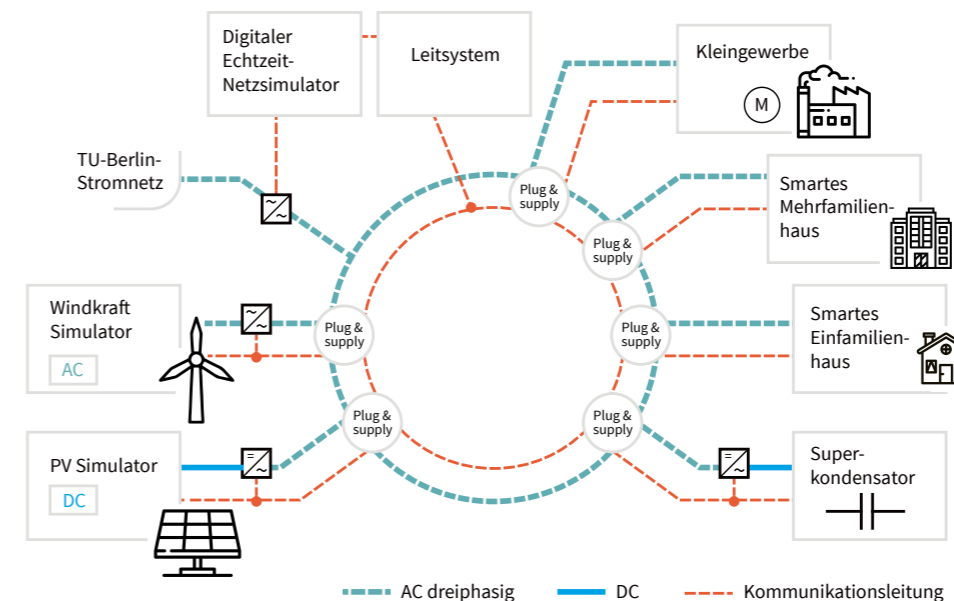 Digitaler
Echtzeit-
Netzsimulator
Leitsystem
Kleingewerbe
M
TU-Berlin-
Stromnetz
Smartes
Mehrfamilien-
haus
Plug &
supply
Plug &
supply
Windkraft
Simulator
AC
Plug &
supply
Plug &
supply
Smartes
Einfamilien-
haus
Plug &
supply
Plug &
supply
PV Simulator
DC
Super-
kondensator
AC dreiphasig
DC
Kommunikationsleitung